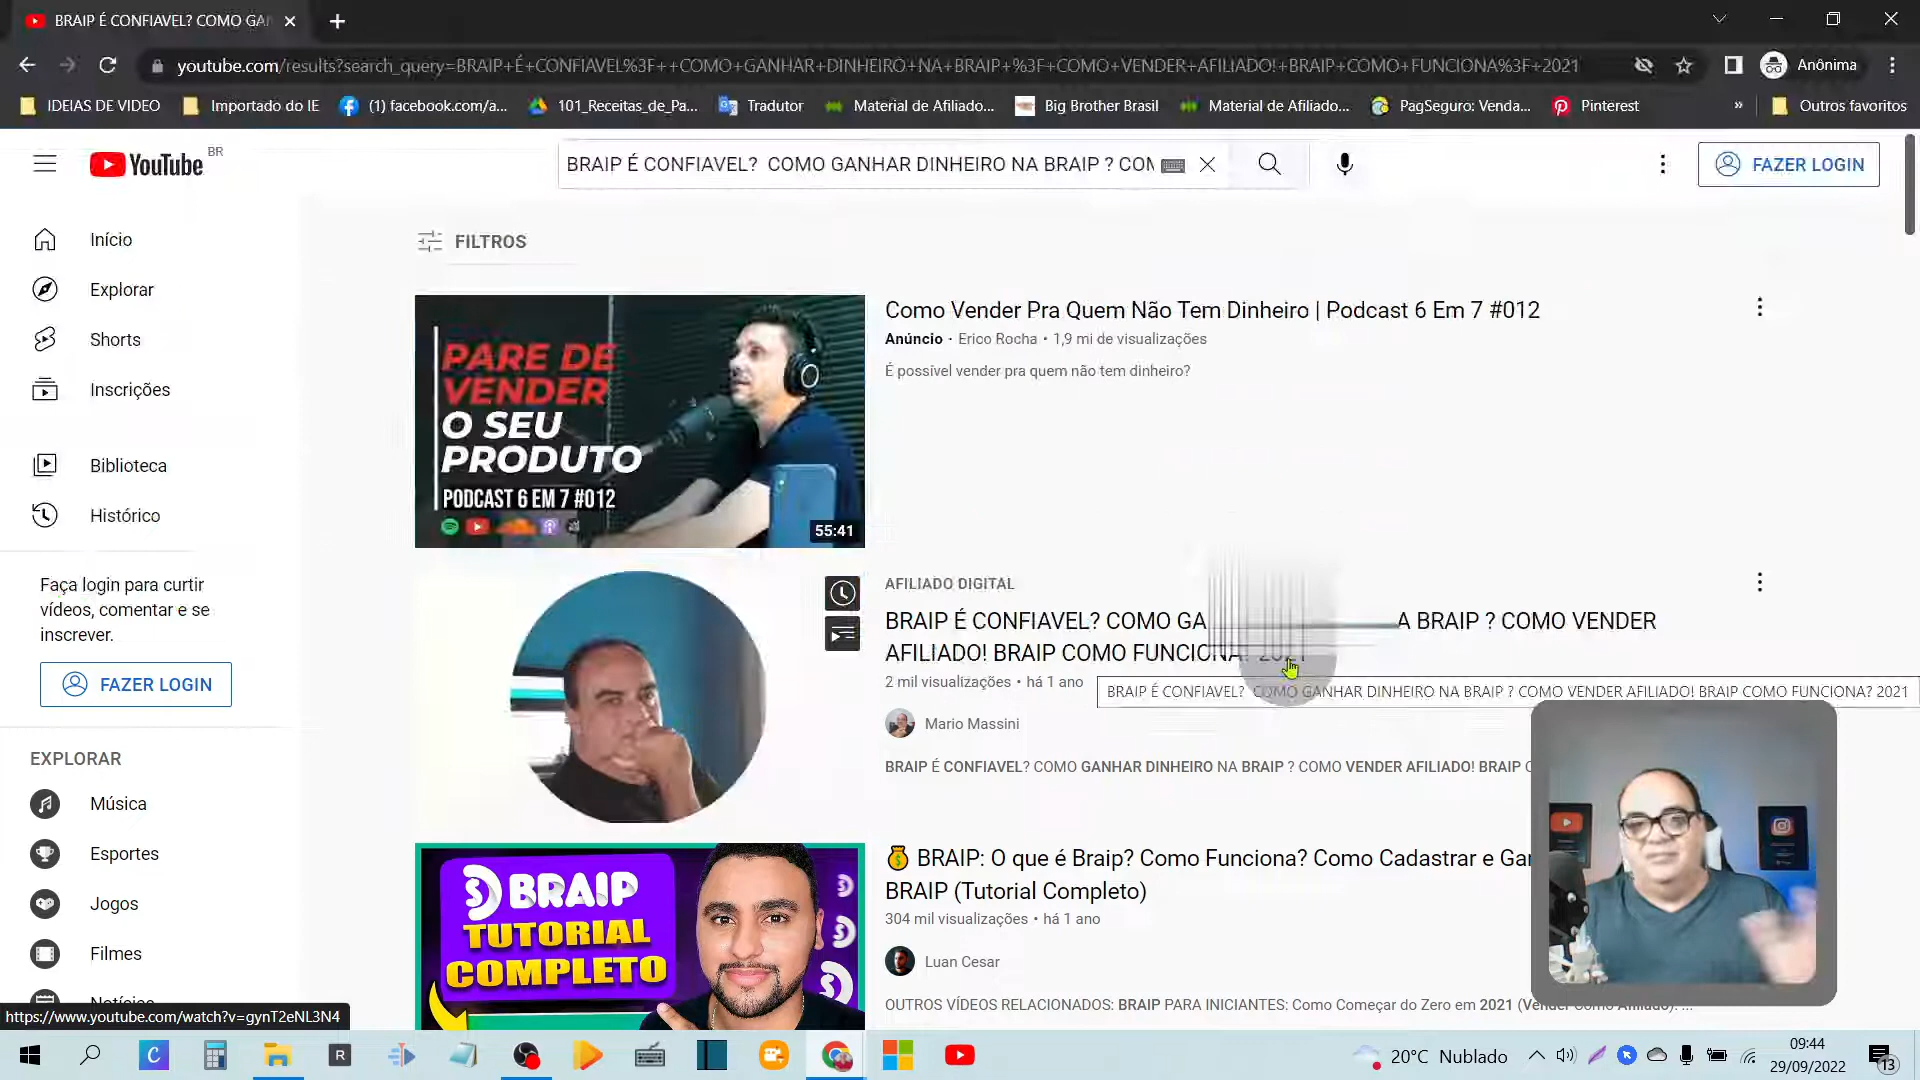 BRAIP É CONFIAVEL? COMO GA
youtube.com/results?search_query=BRAIP+É+CONFIAVEL%3F++COMO+GANHAR+DINHEIRO+NA+BRAIP+%3F+COMO+VENDER+AFILIADO!+BRAIP+COMO+FUNCIONA%3F+2021
Anônima
IDEIAS DE VIDEO
Importado do IE
(1) facebook.com/a...
101_Receitas_de_Pa...
Tradutor
Material de Afiliado...
Big Brother Brasil
Material de Afiliado...
PagSeguro: Venda...
Pinterest
»
Outros favoritos
YouTube BR
BRAIP É CONFIAVEL?  COMO GANHAR DINHEIRO NA BRAIP ? COM
FAZER LOGIN
Início
Explorar
Shorts
Inscrições
Biblioteca
Histórico
Faça login para curtir
vídeos, comentar e se
inscrever.
FAZER LOGIN
EXPLORAR
Música
Esportes
Jogos
Filmes
Notícias
https://www.youtube.com/watch?v=gynT2eNL3N4
FILTROS
PARE DE
VENDER
O SEU
PRODUTO
PODCAST 6 EM 7 #012
55:41
Como Vender Pra Quem Não Tem Dinheiro | Podcast 6 Em 7 #012
Anúncio • Erico Rocha • 1,9 mi de visualizações
É possível vender pra quem não tem dinheiro?
AFILIADO DIGITAL
BRAIP É CONFIAVEL? COMO GA A BRAIP ? COMO VENDER
AFILIADO! BRAIP COMO FUNCIONA? 2021
2 mil visualizações • há 1 ano
BRAIP É CONFIAVEL?  COMO GANHAR DINHEIRO NA BRAIP ? COMO VENDER AFILIADO! BRAIP COMO FUNCIONA? 2021
Mario Massini
BRAIP É CONFIAVEL? COMO GANHAR DINHEIRO NA BRAIP ? COMO VENDER AFILIADO! BRAIP
BRAIP
TUTORIAL
COMPLETO
BRAIP: O que é Braip? Como Funciona? Como Cadastrar e
BRAIP (Tutorial Completo)
304 mil visualizações • há 1 ano
Luan Cesar
OUTROS VÍDEOS RELACIONADOS: BRAIP PARA INICIANTES: Como Começar do Zero em 2021 (Vender Como Afiliado). ...
20°C Nublado
09:44
29/09/2022
13